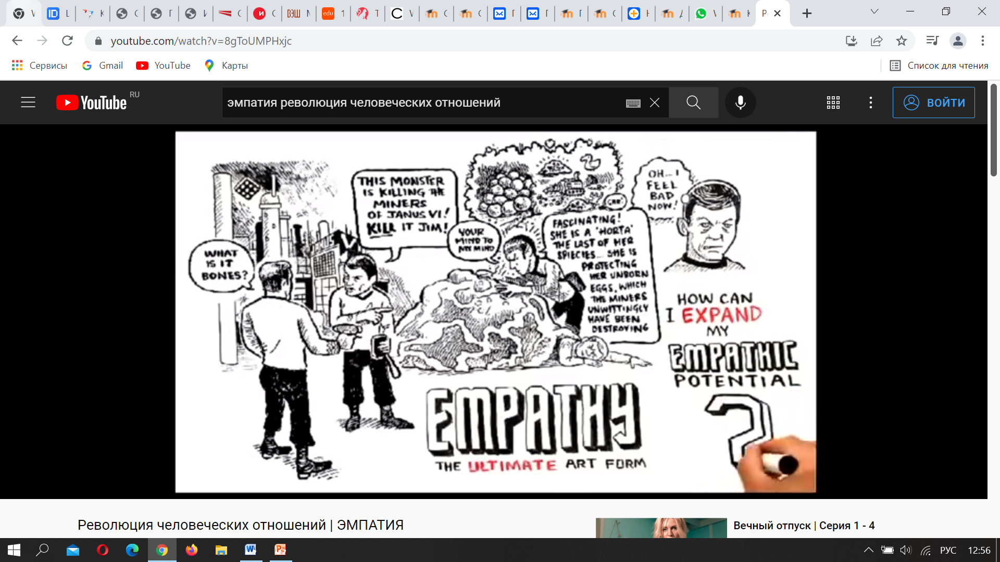 youtube.com/watch?v=8gToUMPHxjc
Сервисы
Gmail
YouTube
Карты
Список для чтения
YouTube RU
эмпатия революция человеческих отношений
ВОЙТИ
WHAT
IS IT
BONES?
THIS MONSTER
IS KILLING THE
MINERS
OF JANUS VI!
KILL IT JIM!
YOUR
MIND TO
MY MIND
GRR!
FASCINATING!
SHE IS A 'HORTA'
THE LAST OF HER
SPIECIES... SHE IS
PROTECTING
HER UNBORN
EGGS, WHICH
THE MINERS
UNWITTINGLY
HAVE BEEN
DESTROYING
OH... I
FEEL
BAD
NOW!
HOW CAN
I EXPAND
MY
EMPATHIC
POTENTIAL
?
EMPATHY
THE ULTIMATE ART FORM
Революция человеческих отношений | ЭМПАТИЯ
Вечный отпуск | Серия 1 - 4
РУС
12:56